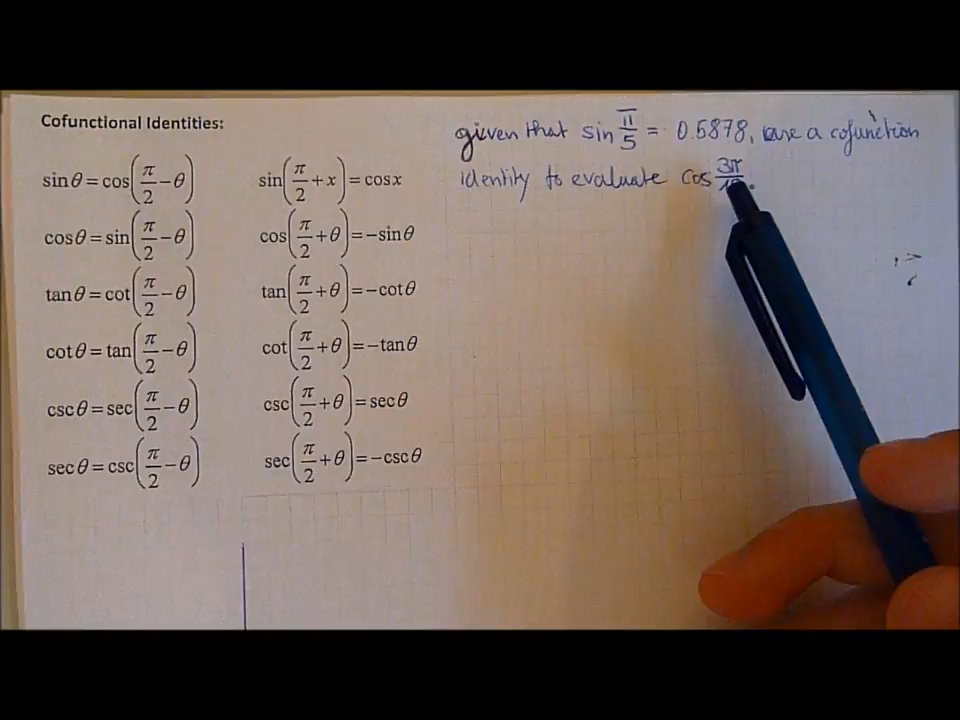 Cofunctional Identities:
sinθ = cos(π/2 − θ)
cosθ = sin(π/2 − θ)
tanθ = cot(π/2 − θ)
cotθ = tan(π/2 − θ)
cscθ = sec(π/2 − θ)
secθ = csc(π/2 − θ)
sin(π/2 + x) = cosx
cos(π/2 + θ) = −sinθ
tan(π/2 + θ) = −cotθ
cot(π/2 + θ) = −tanθ
csc(π/2 + θ) = secθ
sec(π/2 + θ) = −cscθ
given that sin π/5 = 0.5878, use a cofunction
identity to evaluate cos 3π/10.